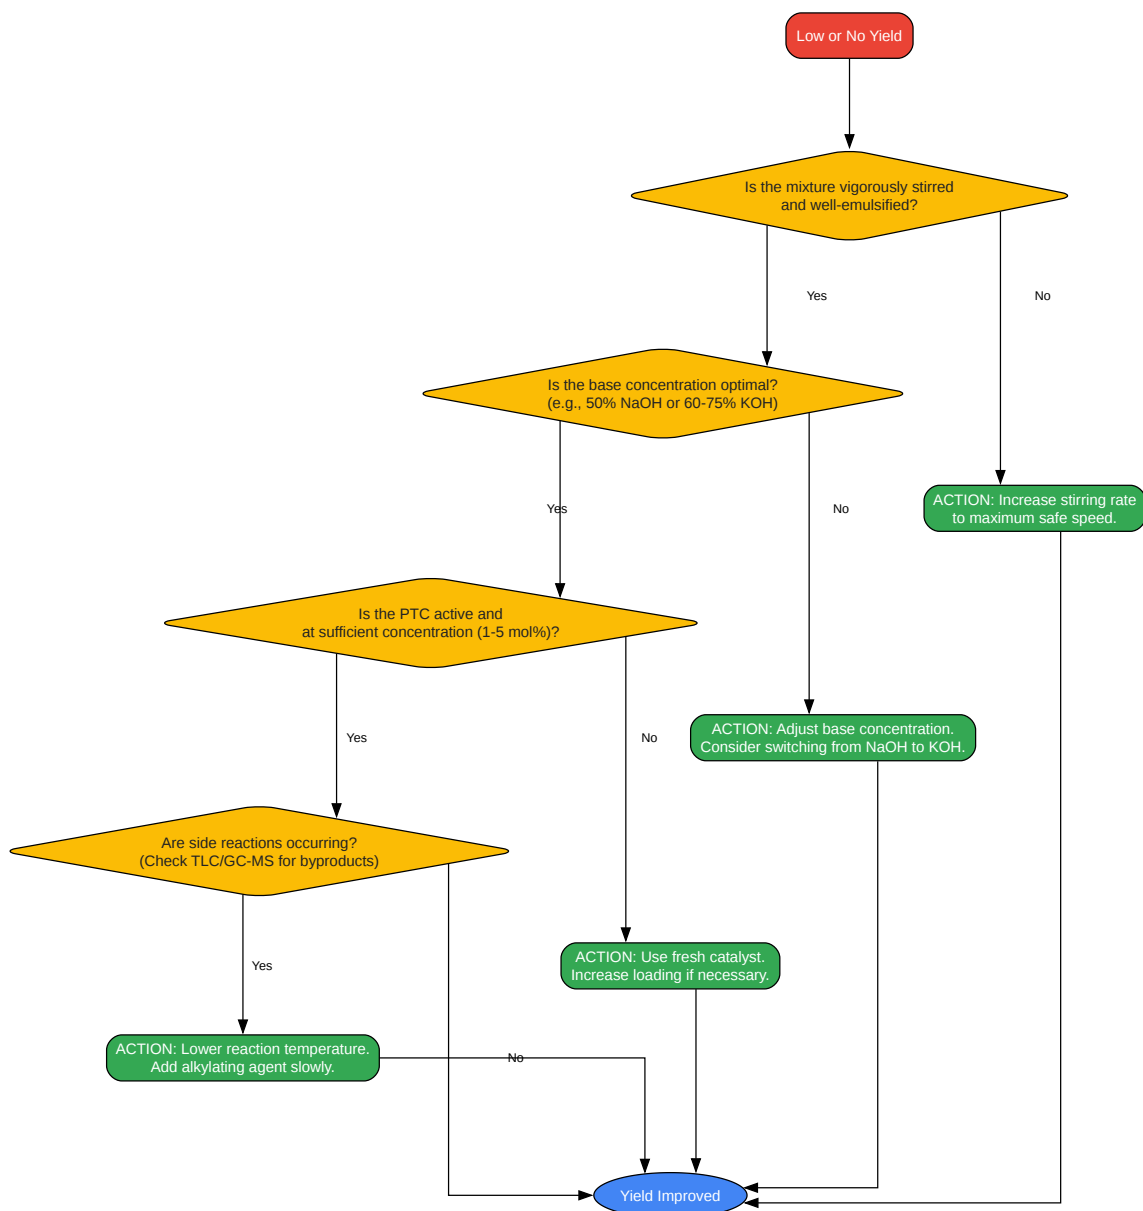 Low or No Yield
Is the mixture vigorously stirred
and well-emulsified?
Yes
No
Is the base concentration optimal?
(e.g., 50% NaOH or 60-75% KOH)
Yes
No
ACTION: Increase stirring rate
to maximum safe speed.
Is the PTC active and
at sufficient concentration (1-5 mol%)?
Yes
No
ACTION: Adjust base concentration.
Consider switching from NaOH to KOH.
Are side reactions occurring?
(Check TLC/GC-MS for byproducts)
Yes
ACTION: Use fresh catalyst.
Increase loading if necessary.
ACTION: Lower reaction temperature.
Add alkylating agent slowly.
No
Yield Improved